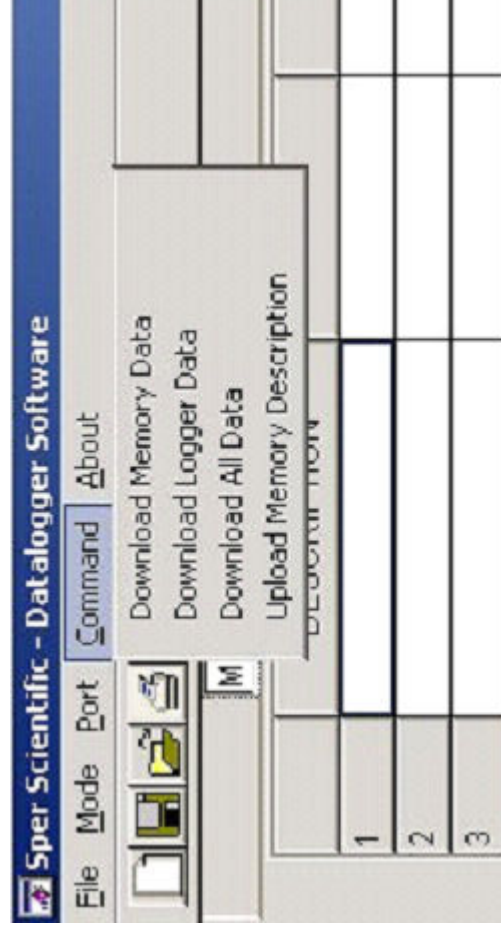 Sper Scientific - Datalogger Software
File Mode Port Command About
Download Memory Data
Download Logger Data
Download All Data
Upload Memory Description
M
DESCRIPTION
1
2
3